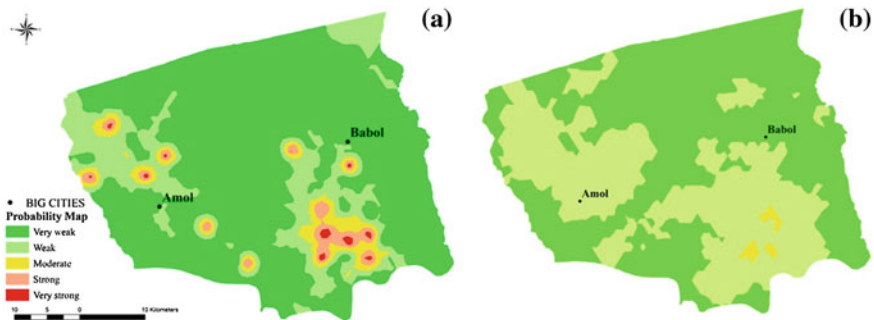 (a)
(b)
Babol
Babol
Amol
Amol
BIG CITIES
Probability Map
Very weak
Weak
Moderate
Strong
Very strong
10 5 0 10 Kilometers